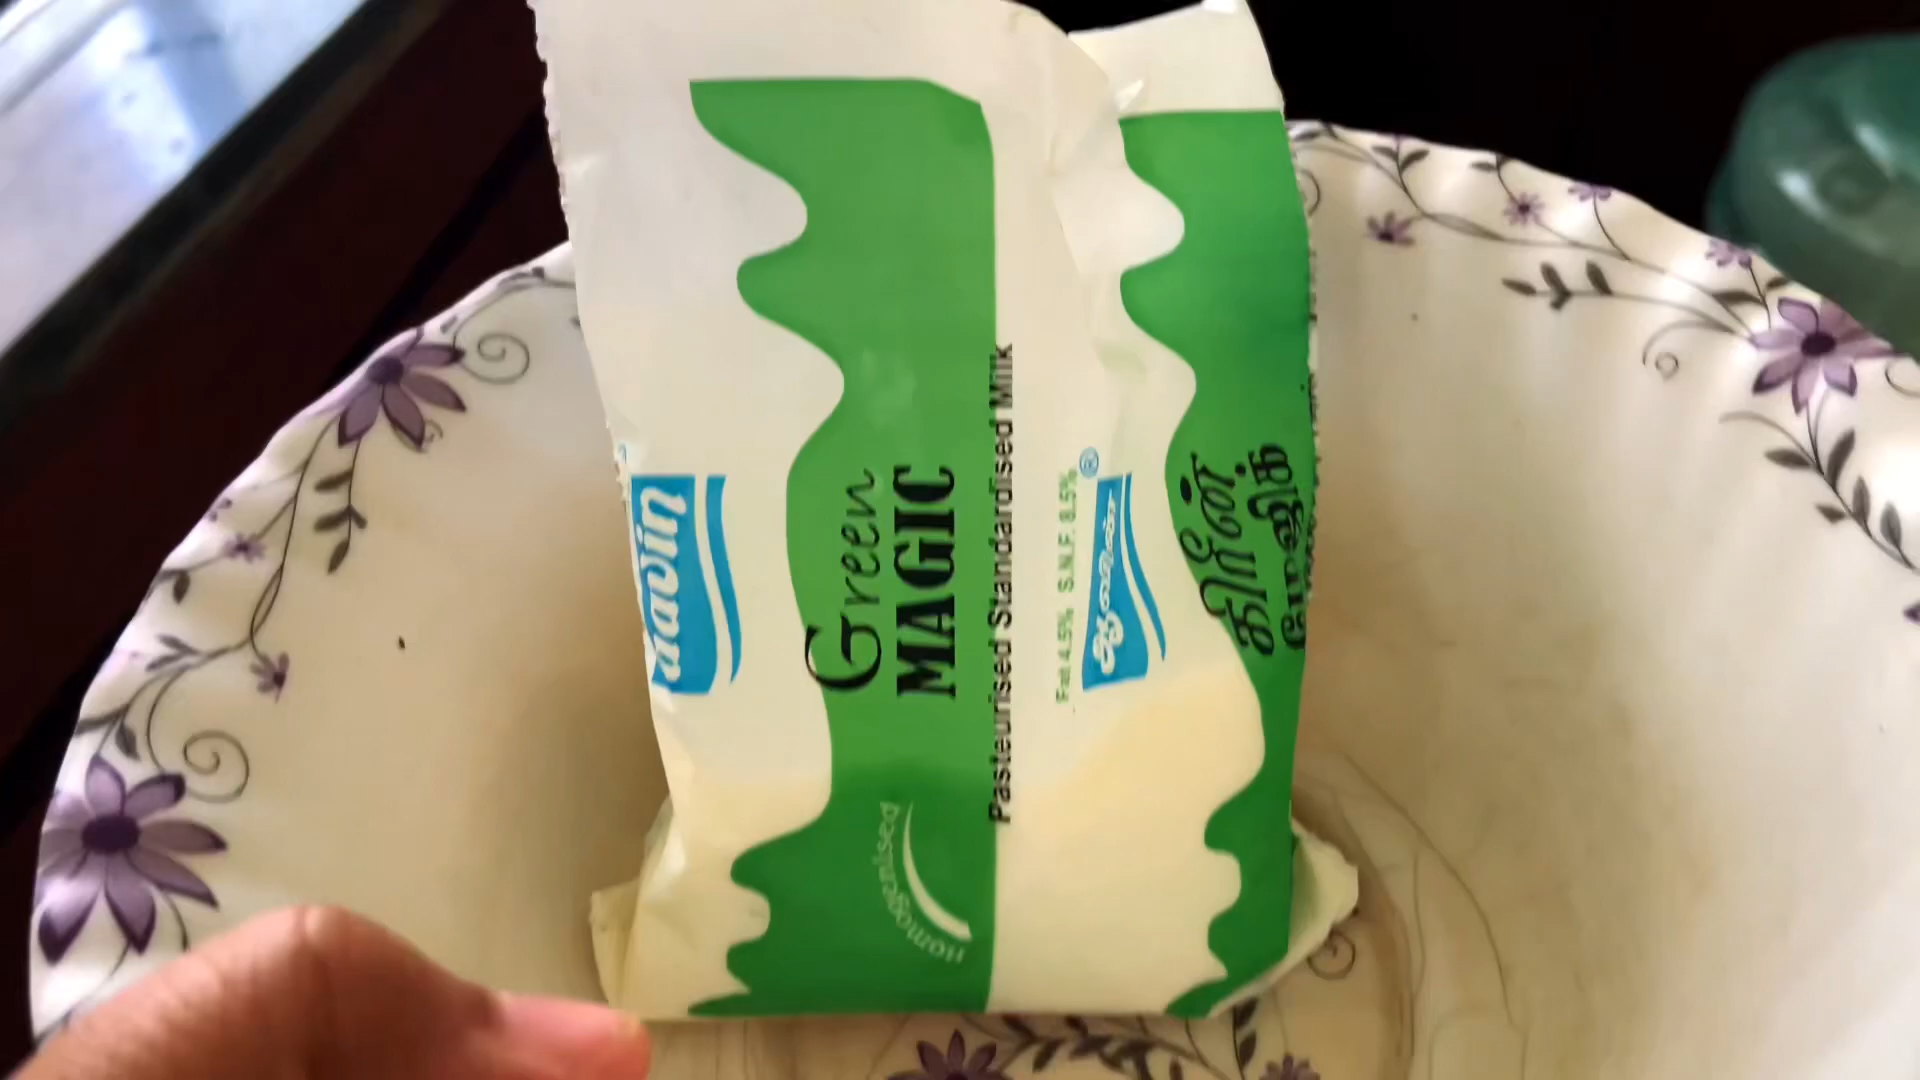 aavin
Green
MAGIC
Pasteurised Standardised Milk
homogenised
Fat 4.5% S.N.F. 8.5%
ஆவின் ®
கிரீன்
மேஜிக்